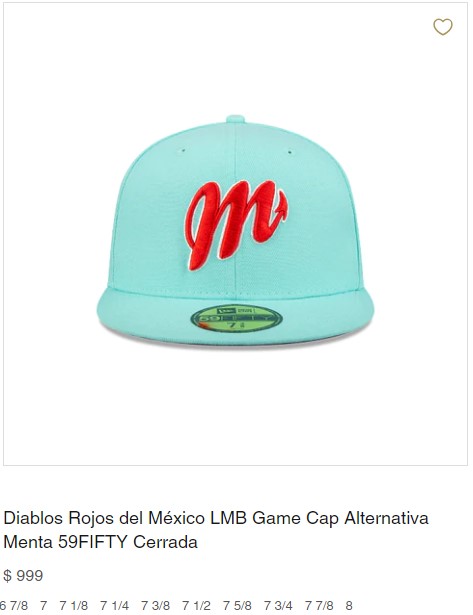 M
59FIFTY
Diablos Rojos del México LMB Game Cap Alternativa
Menta 59FIFTY Cerrada
$ 999
6 7/8 7 7 1/8 7 1/4 7 3/8 7 1/2 7 5/8 7 3/4 7 7/8 8